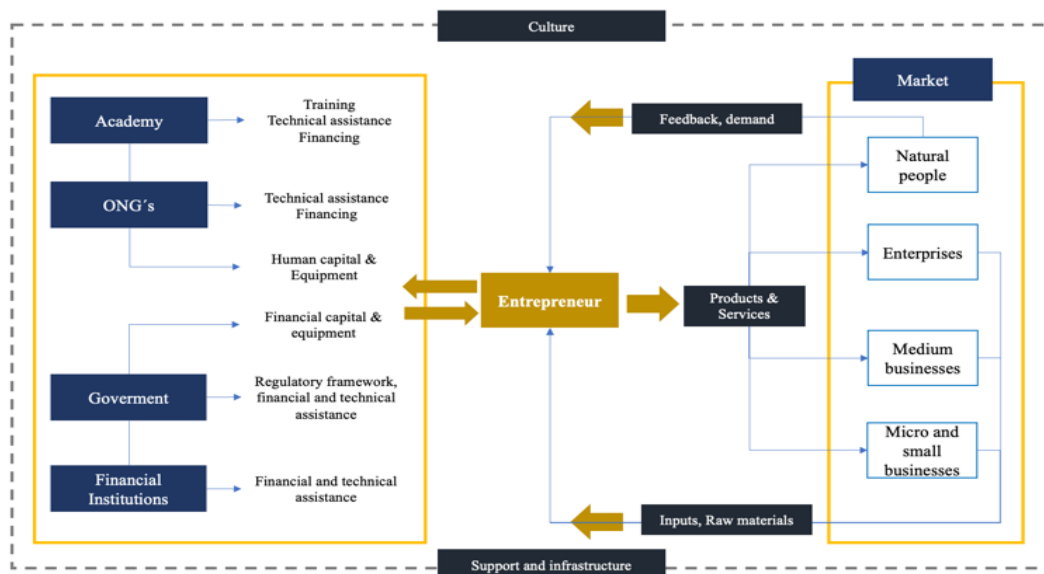 Culture
Market
Academy
Training
Technical assistance
Financing
Feedback, demand
Natural
people
ONG´s
Technical assistance
Financing
Human capital &
Equipment
Enterprises
Entrepreneur
Products &
Services
Financial capital &
equipment
Medium
businesses
Goverment
Regulatory framework,
financial and technical
assistance
Micro and
small
businesses
Financial
Institutions
Financial and technical
assistance
Inputs, Raw materials
Support and infrastructure